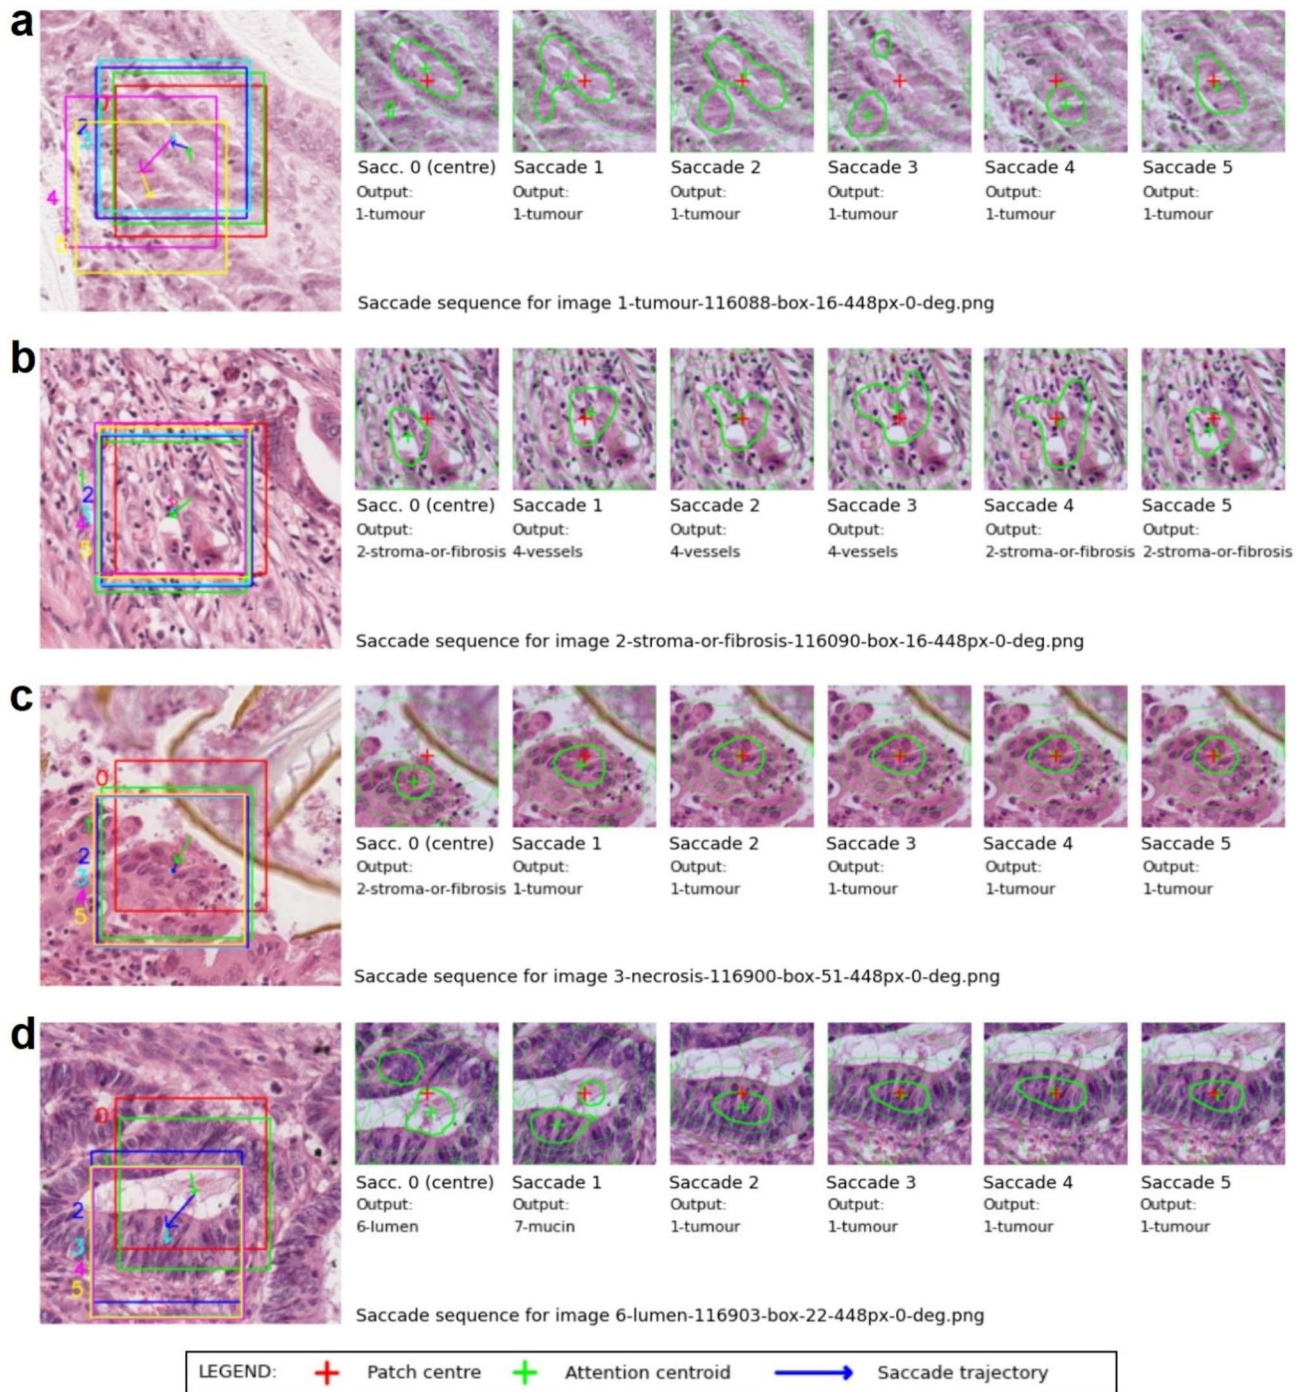 a
2
3
4
5
Sacc. 0 (centre) Saccade 1 Saccade 2 Saccade 3 Saccade 4 Saccade 5
Output: Output: Output: Output: Output: Output:
1-tumour 1-tumour 1-tumour 1-tumour 1-tumour 1-tumour
Saccade sequence for image 1-tumour-116088-box-16-448px-0-deg.png
b
1
2
3
4
5
Sacc. 0 (centre) Saccade 1 Saccade 2 Saccade 3 Saccade 4 Saccade 5
Output: Output: Output: Output: Output: Output:
2-stroma-or-fibrosis 4-vessels 4-vessels 4-vessels 2-stroma-or-fibrosis 2-stroma-or-fibrosis
Saccade sequence for image 2-stroma-or-fibrosis-116090-box-16-448px-0-deg.png
c
0
1
2
3
4
5
Sacc. 0 (centre) Saccade 1 Saccade 2 Saccade 3 Saccade 4 Saccade 5
Output: Output: Output: Output: Output: Output:
2-stroma-or-fibrosis 1-tumour 1-tumour 1-tumour 1-tumour 1-tumour
Saccade sequence for image 3-necrosis-116900-box-51-448px-0-deg.png
d
0
2
3
4
5
Sacc. 0 (centre) Saccade 1 Saccade 2 Saccade 3 Saccade 4 Saccade 5
Output: Output: Output: Output: Output: Output:
6-lumen 7-mucin 1-tumour 1-tumour 1-tumour 1-tumour
Saccade sequence for image 6-lumen-116903-box-22-448px-0-deg.png
LEGEND: Patch centre Attention centroid Saccade trajectory